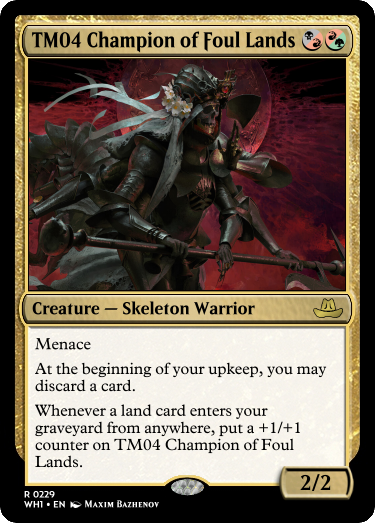 TM04 Champion of Foul Lands
Creature — Skeleton Warrior
Menace
At the beginning of your upkeep, you may
discard a card.
Whenever a land card enters your
graveyard from anywhere, put a +1/+1
counter on TM04 Champion of Foul
Lands.
2/2
R 0229
WH1 • EN Maxim Bazhenov